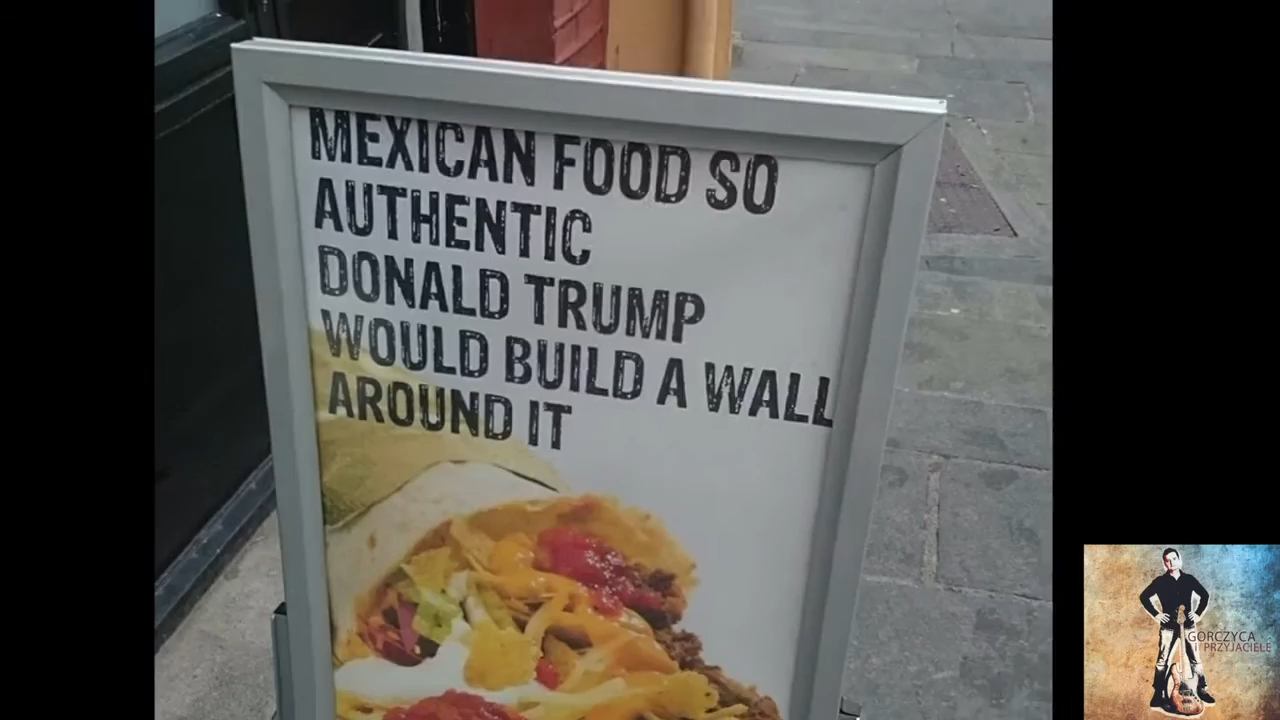 MEXICAN FOOD SO
AUTHENTIC
DONALD TRUMP
WOULD BUILD A WALL
AROUND IT
GORCZYCA
I PRZYJACIELE